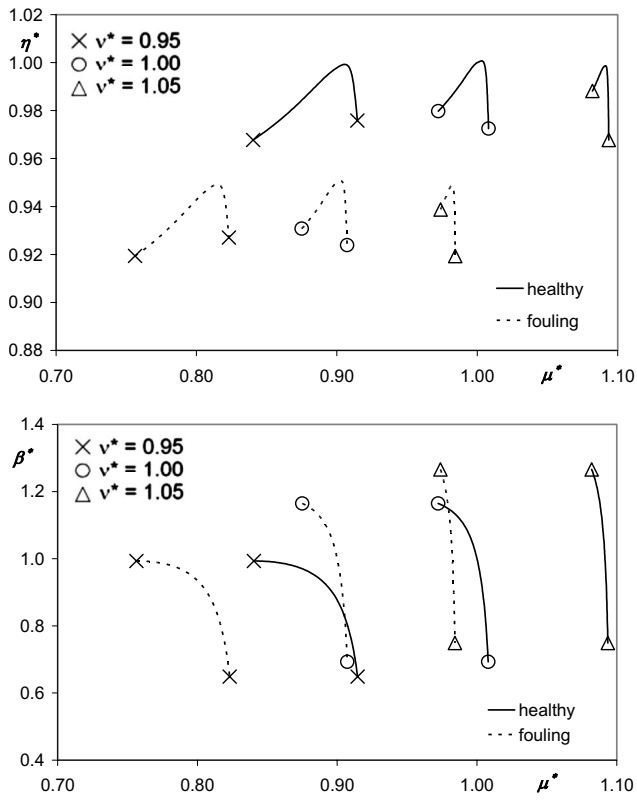 1.02
η*
× ν* = 0.95
○ ν* = 1.00
△ ν* = 1.05
1.00
0.98
0.96
0.94
0.92
0.90
0.88
healthy
fouling
0.70 0.80 0.90 1.00 1.10
μ*
1.4
β*
× ν* = 0.95
○ ν* = 1.00
△ ν* = 1.05
1.2
1.0
0.8
0.6
0.4
healthy
fouling
0.70 0.80 0.90 1.00 1.10
μ*